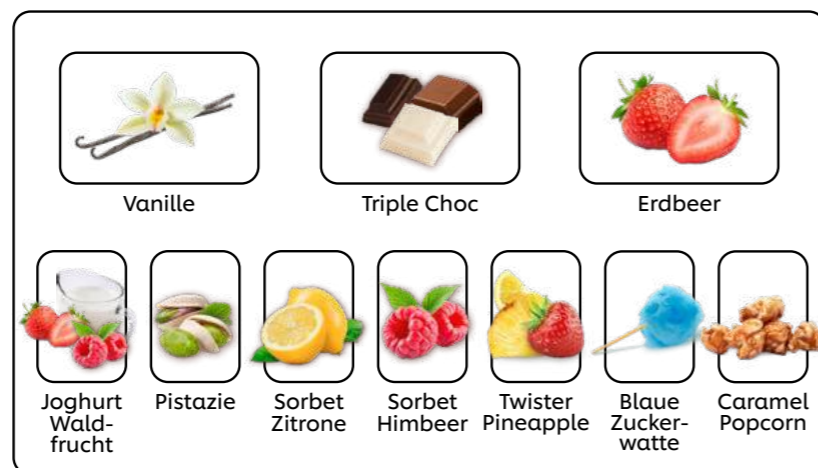 Vanille
Triple Choc
Erdbeer
Joghurt
Wald-
frucht
Pistazie
Sorbet
Zitrone
Sorbet
Himbeer
Twister
Pineapple
Blaue
Zucker-
watte
Caramel
Popcorn